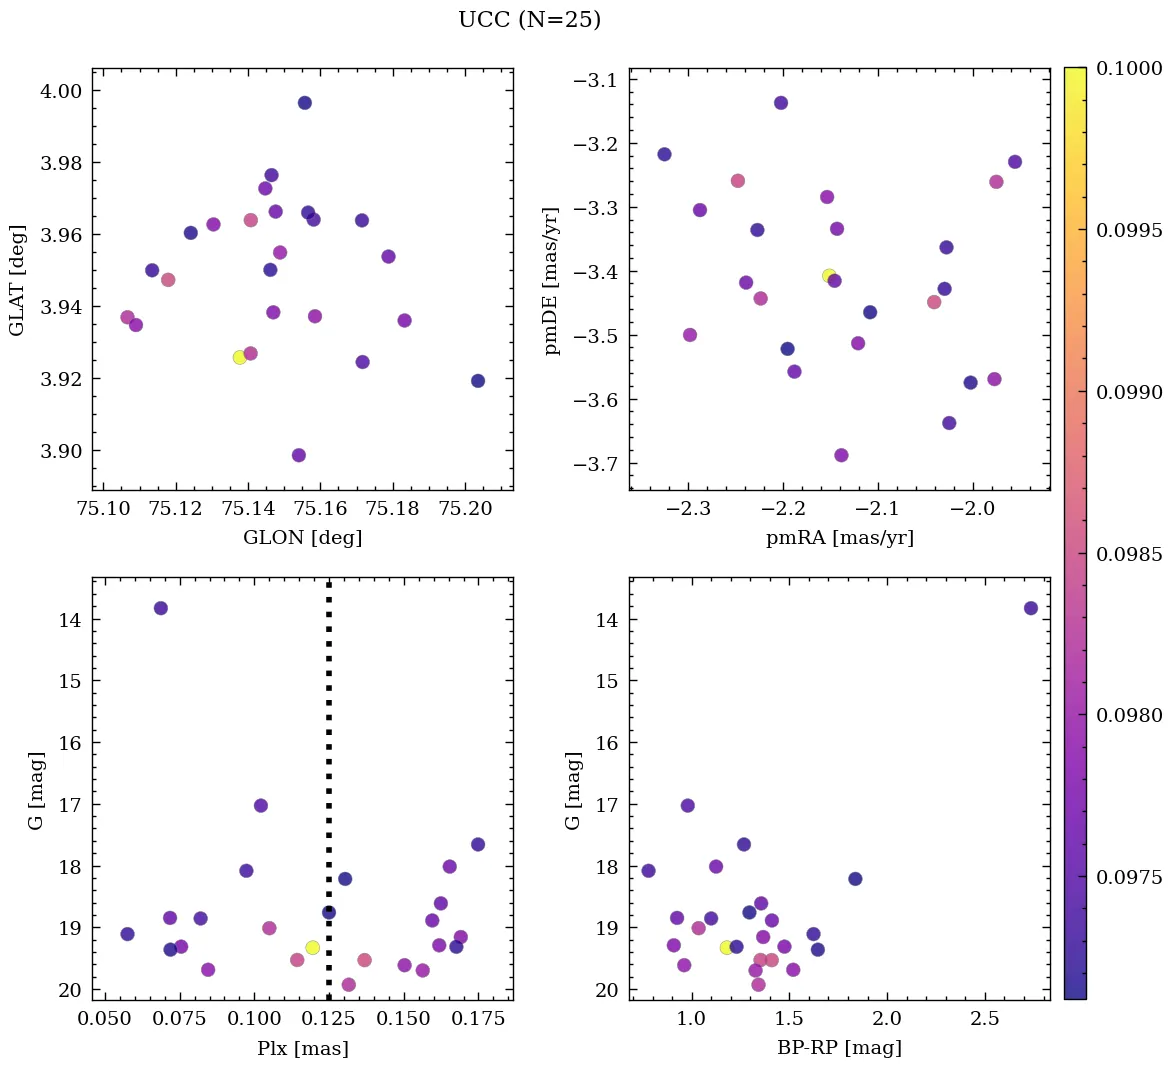 UCC (N=25)
4.00
3.98
3.96
3.94
3.92
3.90
GLAT [deg]
75.10 75.12 75.14 75.16 75.18 75.20
GLON [deg]
−3.1
−3.2
−3.3
−3.4
−3.5
−3.6
−3.7
pmDE [mas/yr]
−2.3 −2.2 −2.1 −2.0
pmRA [mas/yr]
0.1000
0.0995
0.0990
0.0985
0.0980
0.0975
14
15
16
17
18
19
20
G [mag]
0.050 0.075 0.100 0.125 0.150 0.175
Plx [mas]
14
15
16
17
18
19
20
G [mag]
1.0 1.5 2.0 2.5
BP-RP [mag]